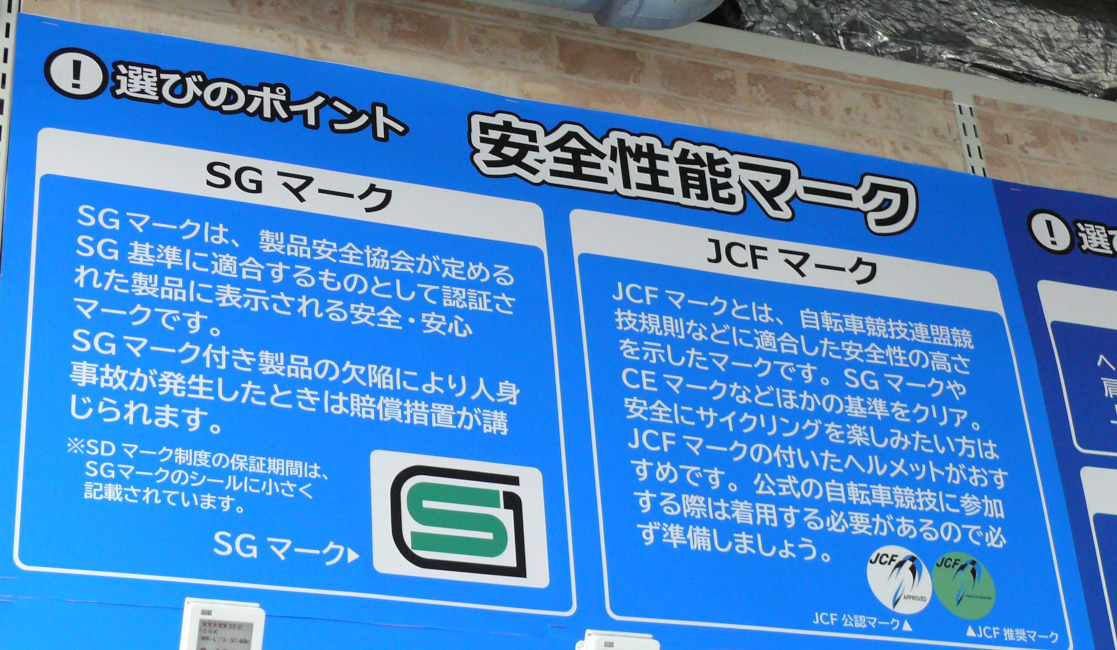 ! 選びのポイント
安全性能マーク
SG マーク
SGマークは、製品安全協会が定める
SG 基準に適合するものとして認証さ
れた製品に表示される安全・安心
マークです。
SGマーク付き製品の欠陥により人身
事故が発生したときは賠償措置が講
じられます。
※SD マーク制度の保証期間は、
SGマークのシールに小さく
記載されています。
SG マーク▶
JCF マーク
JCF マークとは、自転車競技連盟競
技規則などに適合した安全性の高さ
を示したマークです。SG マークや
CE マークなどほかの基準をクリア。
安全にサイクリングを楽しみたい方は
JCF マークの付いたヘルメットがおす
すめです。公式の自転車競技に参加
する際は着用する必要があるので必
ず準備しましょう。
JCF
APPROVED
JCF
JCF 公認マーク▲
▲JCF 推奨マーク
! 選び